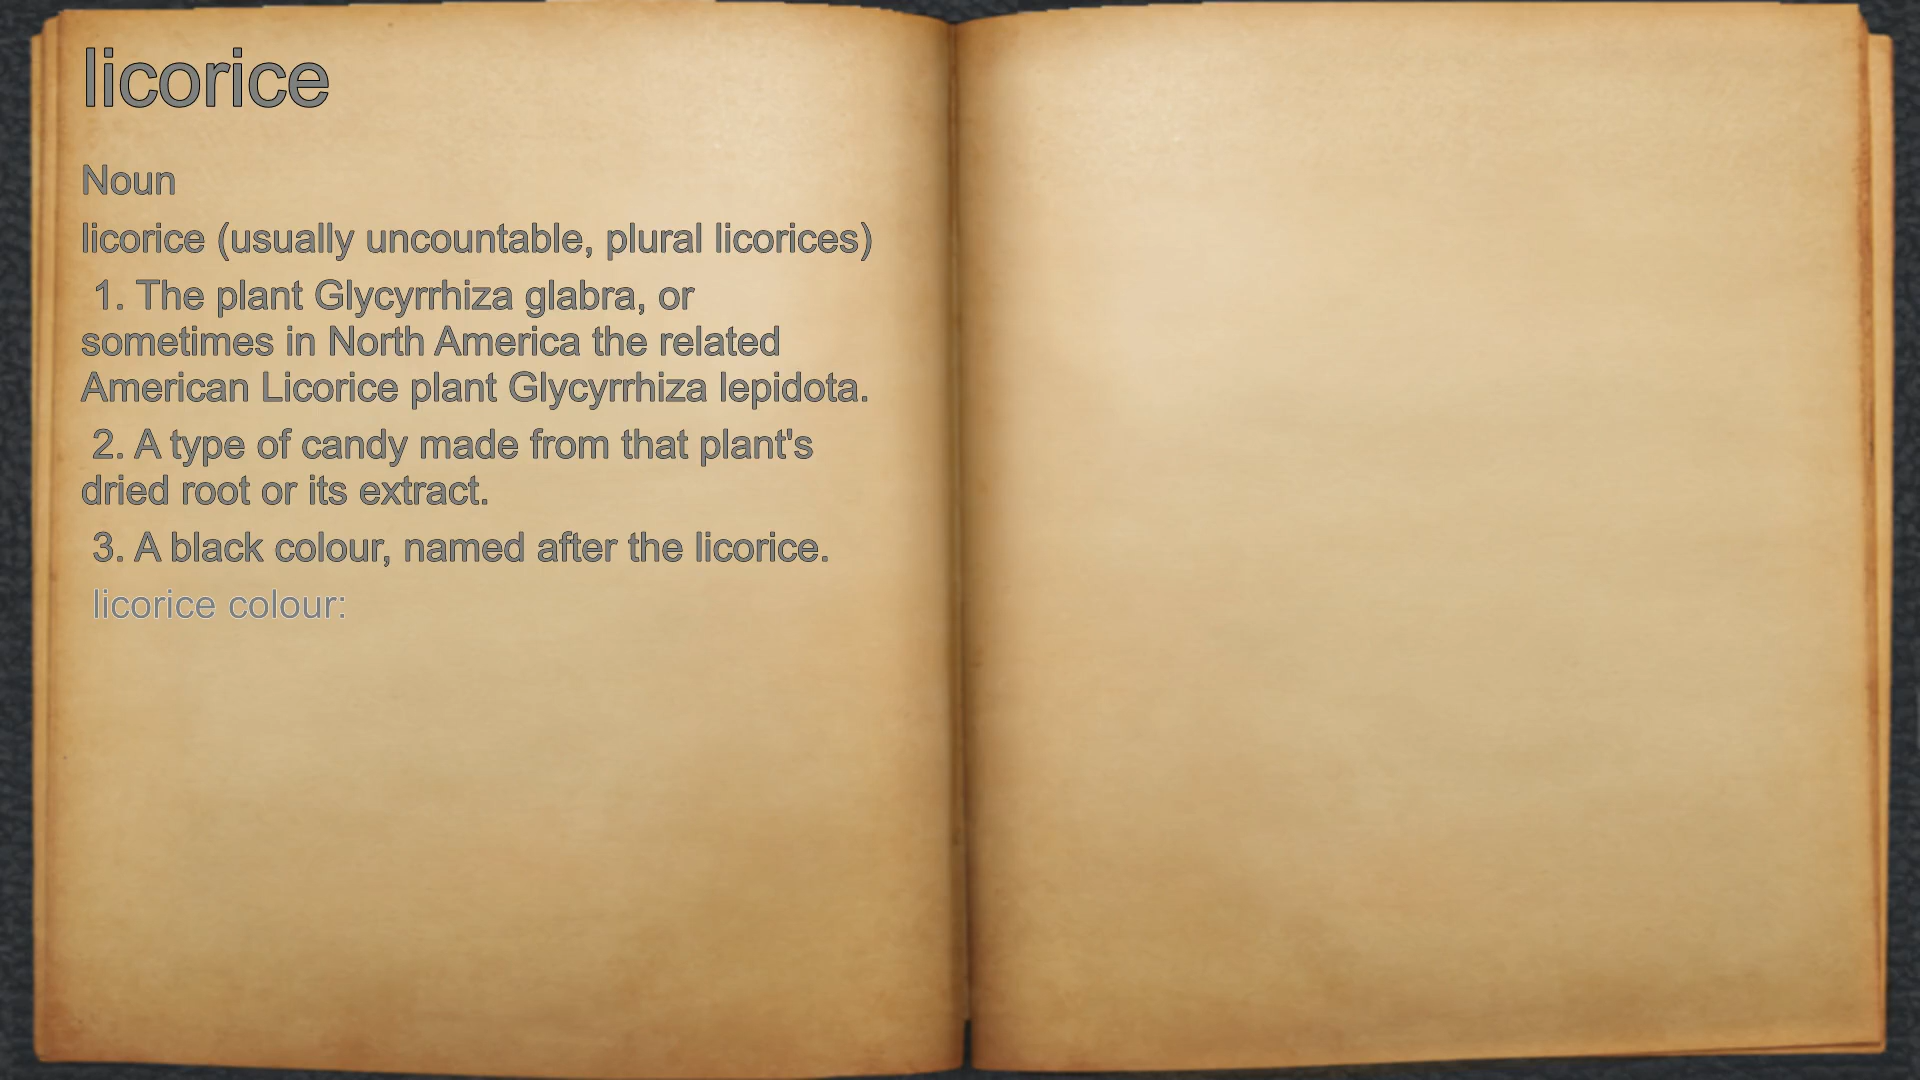 licorice
Noun
licorice (usually uncountable, plural licorices)
1. The plant Glycyrrhiza glabra, or
sometimes in North America the related
American Licorice plant Glycyrrhiza lepidota.
2. A type of candy made from that plant's
dried root or its extract.
3. A black colour, named after the licorice.
licorice colour: